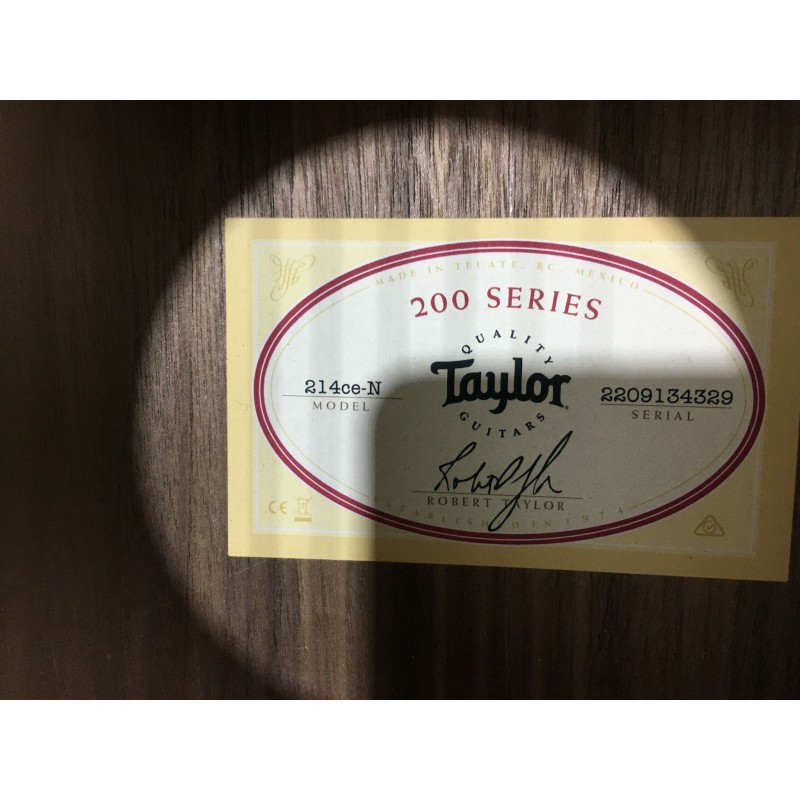 MADE IN TECATE, BC, MEXICO
200 SERIES
QUALITY
Taylor
GUITARS
214ce-N
MODEL
2209134329
SERIAL
ROBERT TAYLOR
ESTABLISHED IN 1974
CE